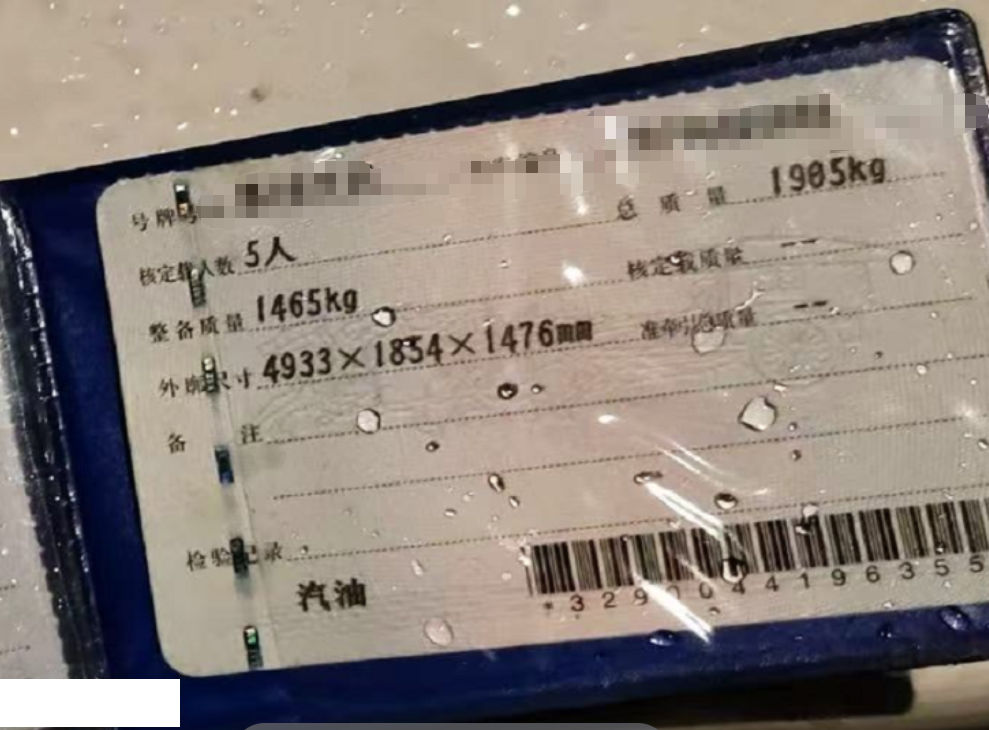 号牌号
总质量 1905kg
核定载人数 5人
核定载质量 --
整备质量 1465kg
准牵引总质量 --
外廓尺寸 4933×1854×1476mm
备注
检验记录
汽油
*3290044196355